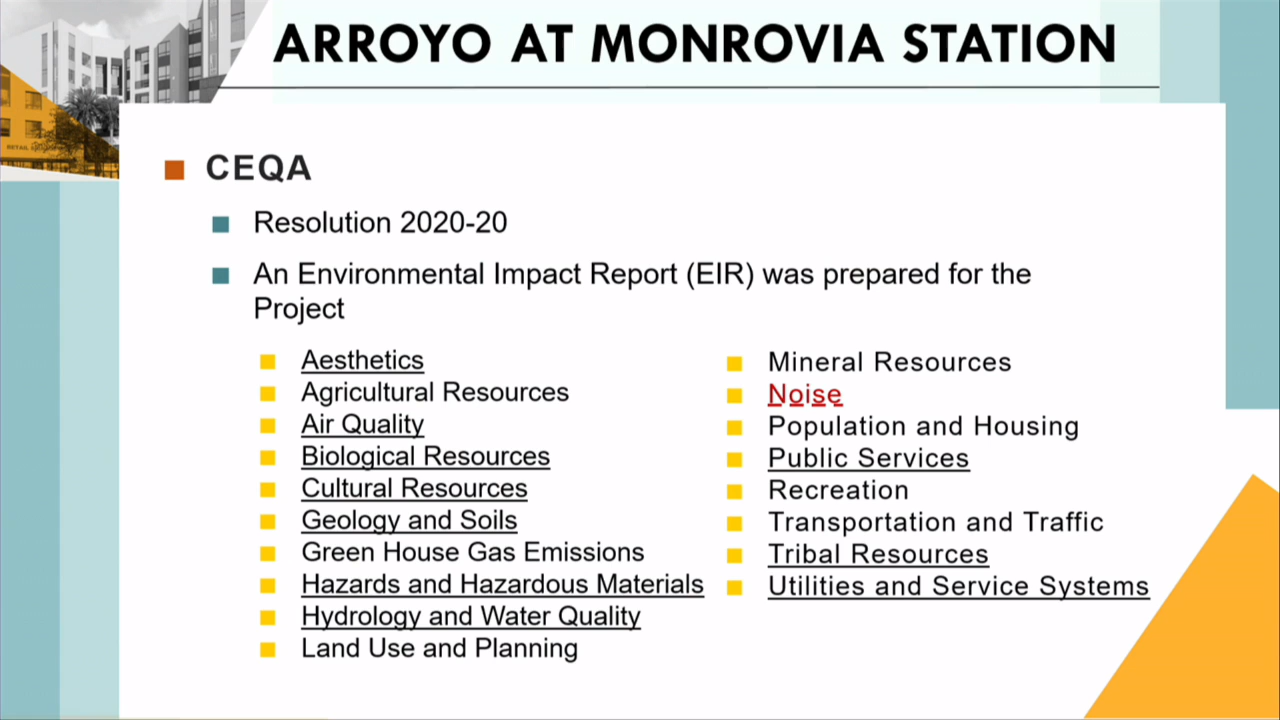 ARROYO AT MONROVIA STATION
CEQA
Resolution 2020-20
An Environmental Impact Report (EIR) was prepared for the
Project
Aesthetics
Agricultural Resources
Air Quality
Biological Resources
Cultural Resources
Geology and Soils
Green House Gas Emissions
Hazards and Hazardous Materials
Hydrology and Water Quality
Land Use and Planning
Mineral Resources
Noise
Population and Housing
Public Services
Recreation
Transportation and Traffic
Tribal Resources
Utilities and Service Systems
RETAIL